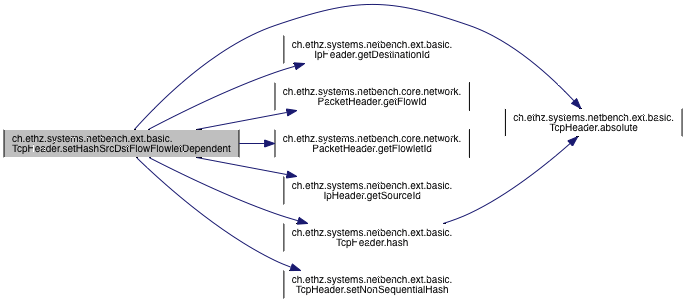 ch.ethz.systems.netbench.ext.basic.
IpHeader.getDestinationId
ch.ethz.systems.netbench.core.network.
PacketHeader.getFlowId
ch.ethz.systems.netbench.ext.basic.
TcpHeader.absolute
ch.ethz.systems.netbench.ext.basic.
TcpHeader.setHashSrcDstFlowFlowletDependent
ch.ethz.systems.netbench.core.network.
PacketHeader.getFlowletId
ch.ethz.systems.netbench.ext.basic.
IpHeader.getSourceId
ch.ethz.systems.netbench.ext.basic.
TcpHeader.hash
ch.ethz.systems.netbench.ext.basic.
TcpHeader.setNonSequentialHash